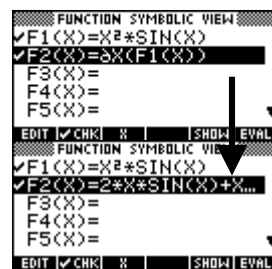 FUNCTION SYMBOLIC VIEW
✓F1(X)=X²*SIN(X)
✓F2(X)=∂X(F1(X))
F3(X)=
F4(X)=
F5(X)=
EDIT ✓CHK X SHOW EVAL
FUNCTION SYMBOLIC VIEW
✓F1(X)=X²*SIN(X)
✓F2(X)=2*X*SIN(X)+X…
F3(X)=
F4(X)=
F5(X)=
EDIT ✓CHK X SHOW EVAL